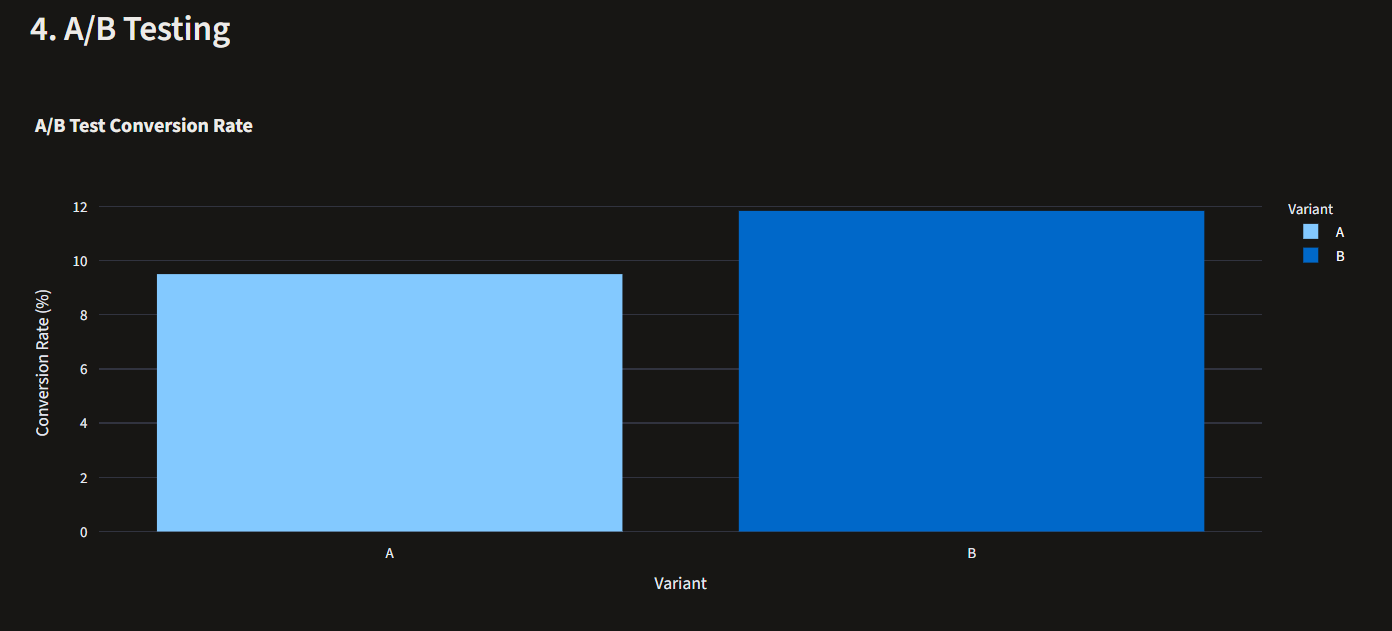 4. A/B Testing
A/B Test Conversion Rate
12
10
8
6
4
2
0
Conversion Rate (%)
A
B
Variant
Variant
A
B